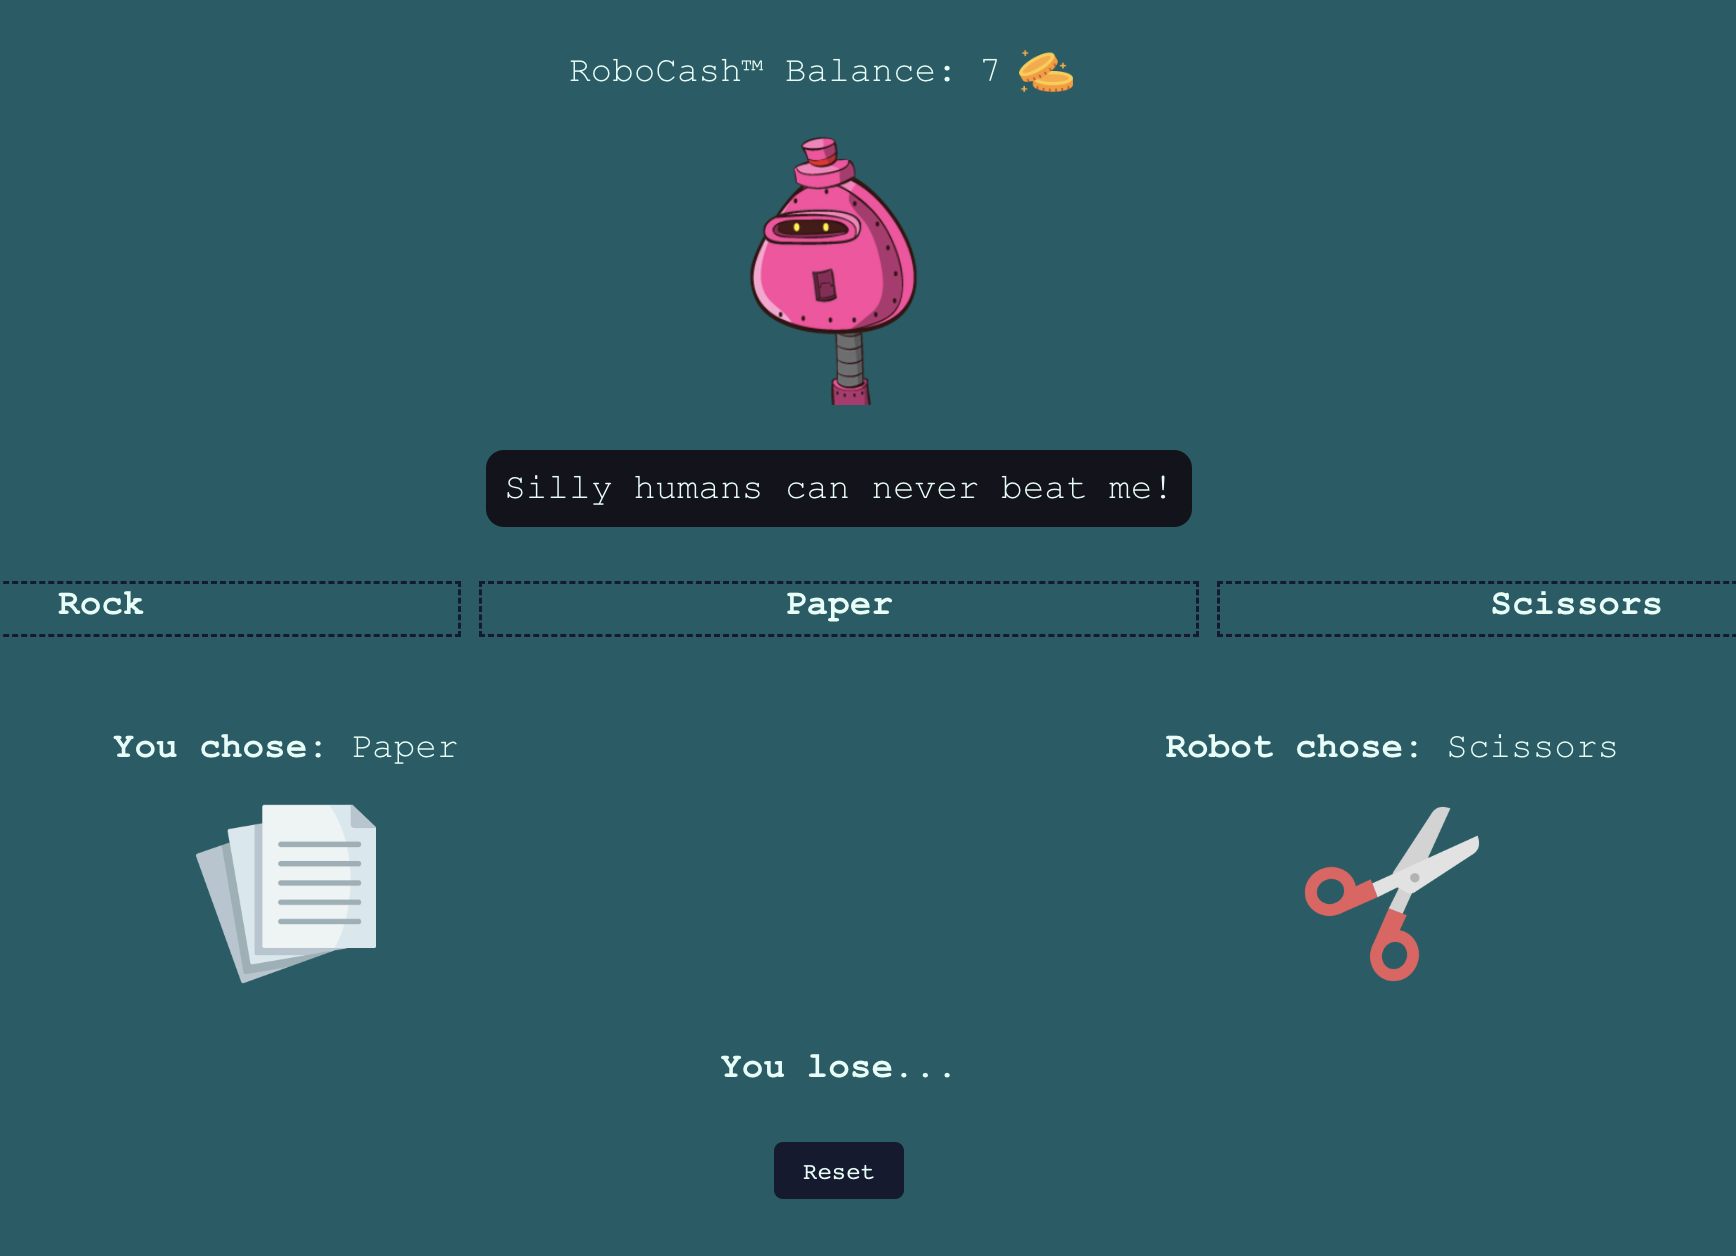 RoboCash™ Balance: 7
Silly humans can never beat me!
Rock
Paper
Scissors
You chose: Paper
Robot chose: Scissors
You lose...
Reset